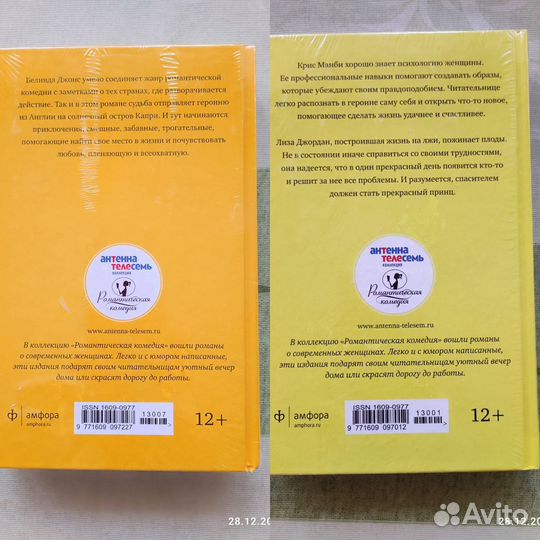 Белинда Джонс умело соединяет жанр романтической
комедии с заметками о тех странах, где разворачивается
действие. Так и в этом романе судьба отправляет героиню
из Англии на солнечный остров Капри. И тут начинаются
приключения, смешные, забавные, трогательные,
помогающие найти свое место в жизни и почувствовать
любовь, пленяющую и всеохватную.
антенна
телесемь
коллекция
Романтическая
комедия
www.antenna-telesem.ru
В коллекцию «Романтическая комедия» вошли романы
о современных женщинах. Легко и с юмором написанные,
эти издания подарят своим читательницам уютный вечер
дома или скрасят дорогу до работы.
ф амфора
amphora.ru
ISSN 1609-0977
13007
9 771609 097227 >
12+
28.12.20
Крис Мэнби хорошо знает психологию женщины.
Ее профессиональные навыки помогают создавать образы,
которые убеждают своим правдоподобием. Читательнице
легко распознать в героине саму себя и открыть что-то новое,
помогающее сделать жизнь удачнее и счастливее.
Лиза Джордан, построившая жизнь на лжи, пожинает плоды.
Не в состоянии иначе справиться со своими трудностями,
она надеется, что в один прекрасный день появится кто-то
и решит за нее все проблемы. И разумеется, спасителем
должен стать прекрасный принц.
антенна
телесемь
коллекция
Романтическая
комедия
www.antenna-telesem.ru
В коллекцию «Романтическая комедия» вошли романы
о современных женщинах. Легко и с юмором написанные,
эти издания подарят своим читательницам уютный вечер
дома или скрасят дорогу до работы.
ф амфора
amphora.ru
ISSN 1609-0977
13001
9 771609 097012 >
12+
28.12.20
Avito